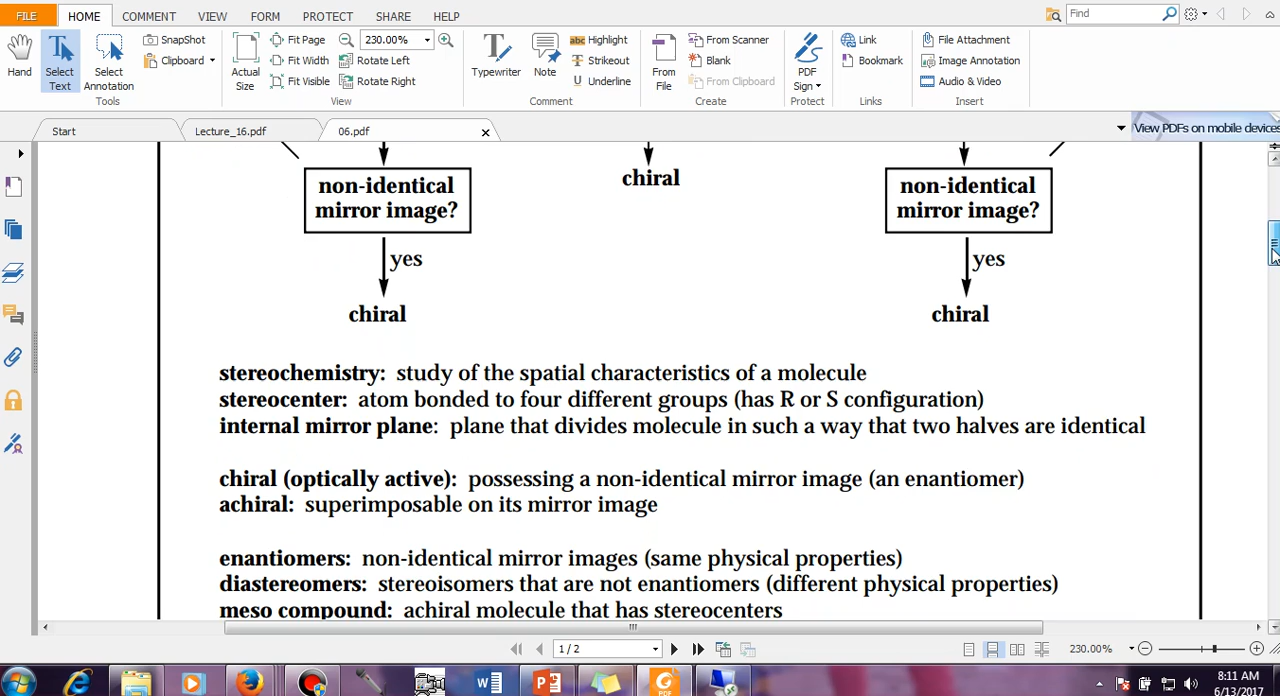 FILE HOME COMMENT VIEW FORM PROTECT SHARE HELP Find
SnapShot Fit Page 230.00% abc Highlight From Scanner Link File Attachment
Clipboard Fit Width Rotate Left Strikeout Blank Bookmark Image Annotation
Hand Select Text Select Annotation Actual Size Fit Visible Rotate Right Typewriter Note Underline From File From Clipboard PDF Sign Audio & Video
Tools View Comment Create Protect Links Insert
Start Lecture_16.pdf 06.pdf View PDFs on mobile devices
non-identical chiral non-identical
mirror image? mirror image?
yes yes
chiral chiral
stereochemistry: study of the spatial characteristics of a molecule
stereocenter: atom bonded to four different groups (has R or S configuration)
internal mirror plane: plane that divides molecule in such a way that two halves are identical
chiral (optically active): possessing a non-identical mirror image (an enantiomer)
achiral: superimposable on its mirror image
enantiomers: non-identical mirror images (same physical properties)
diastereomers: stereoisomers that are not enantiomers (different physical properties)
meso compound: achiral molecule that has stereocenters
1 / 2 230.00%
8:11 AM
6/13/2017